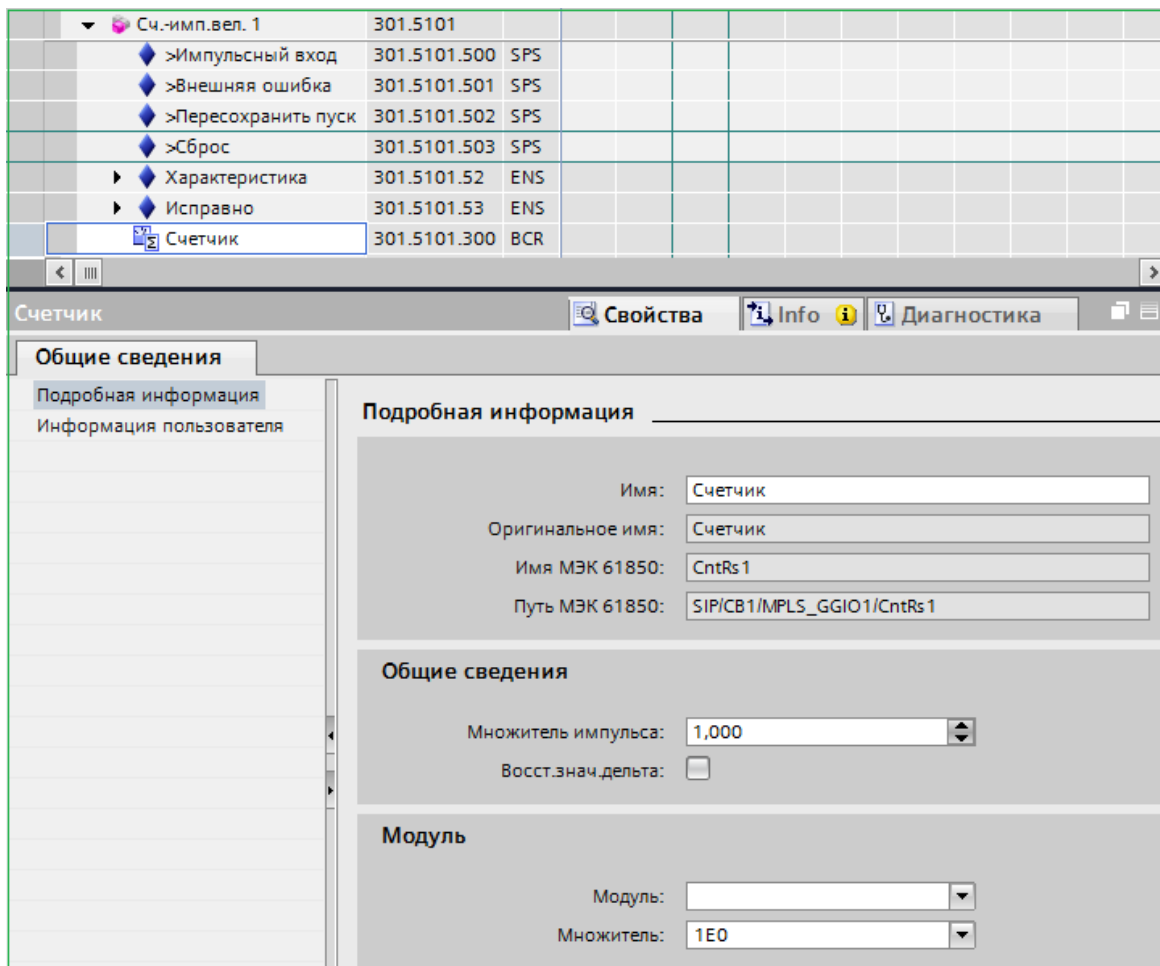 Сч.-имп.вел. 1 301.5101
>Импульсный вход 301.5101.500 SPS
>Внешняя ошибка 301.5101.501 SPS
>Пересохранить пуск 301.5101.502 SPS
>Сброс 301.5101.503 SPS
Характеристика 301.5101.52 ENS
Исправно 301.5101.53 ENS
Счетчик 301.5101.300 BCR
Счетчик Свойства Info Диагностика
Общие сведения
Подробная информация
Информация пользователя
Подробная информация
Имя: Счетчик
Оригинальное имя: Счетчик
Имя МЭК 61850: CntRs1
Путь МЭК 61850: SIP/CB1/MPLS_GGIO1/CntRs1
Общие сведения
Множитель импульса: 1,000
Восст.знач.дельта:
Модуль
Модуль:
Множитель: 1E0